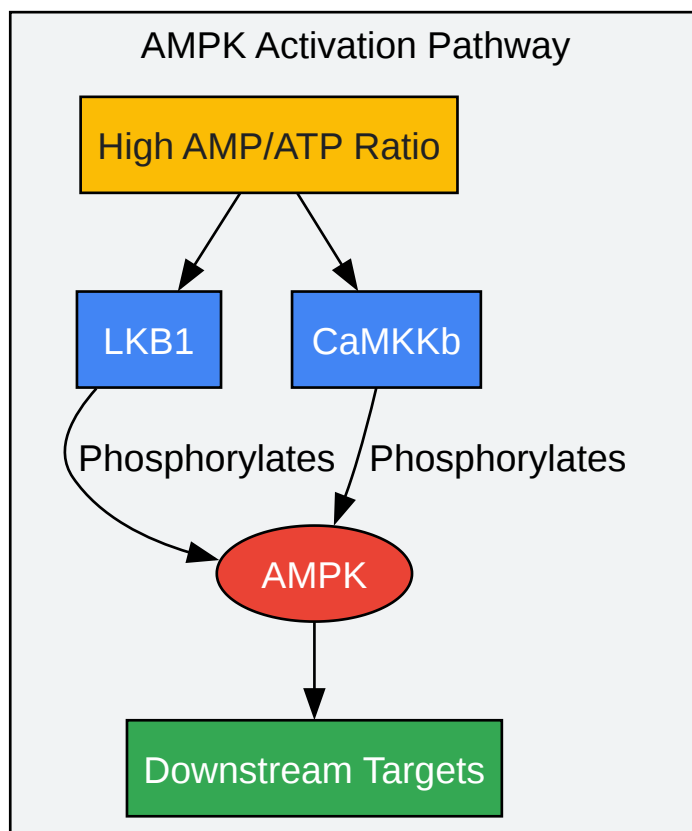 AMPK Activation Pathway
High AMP/ATP Ratio
LKB1
CaMKKb
Phosphorylates
Phosphorylates
AMPK
Downstream Targets